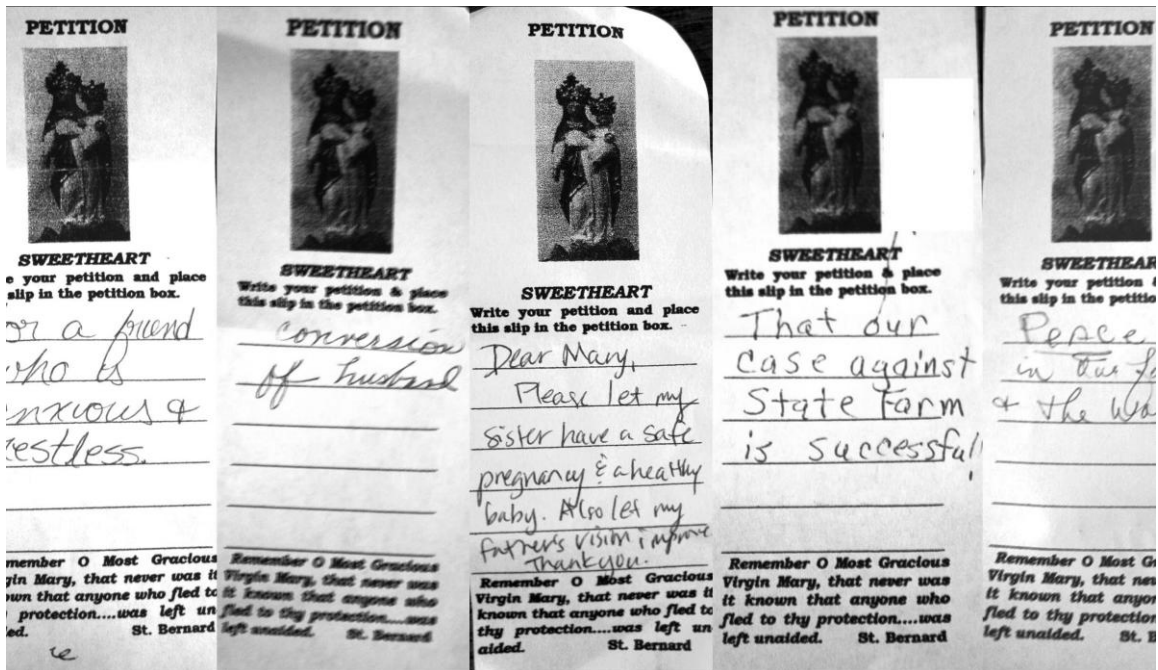 PETITION
SWEETHEART
e your petition and place
slip in the petition box.
or a friend
who is
anxious &
restless.
member O Most Gracious
gin Mary, that never was it
own that anyone who fled to
protection....was left un
ed. St. Bernard
PETITION
SWEETHEART
Write your petition & place
this slip in the petition box.
conversion
of husband
Remember O Most Gracious
Virgin Mary, that never was
it known that anyone who
fled to thy protection....was
left unaided. St. Bernard
PETITION
SWEETHEART
Write your petition and place
this slip in the petition box.
Dear Mary,
Please let my
sister have a safe
pregnancy & a healthy
baby. Also let my
father's vision improve
Thank you.
Remember O Most Gracious
Virgin Mary, that never was it
known that anyone who fled to
thy protection....was left un
aided. St. Bernard
PETITION
SWEETHEART
Write your petition & place
this slip in the petition box.
That our
case against
State Farm
is successful!
Remember O Most Gracious
Virgin Mary, that never was
it known that anyone who
fled to thy protection....was
left unaided. St. Bernard
PETITION
SWEETHEAR
Write your petition &
this slip in the petitio
Peace
in our fa
& the Wo
Remember O Most Gr
Virgin Mary, that nev
it known that anyon
fled to thy protection
left unaided. St. B